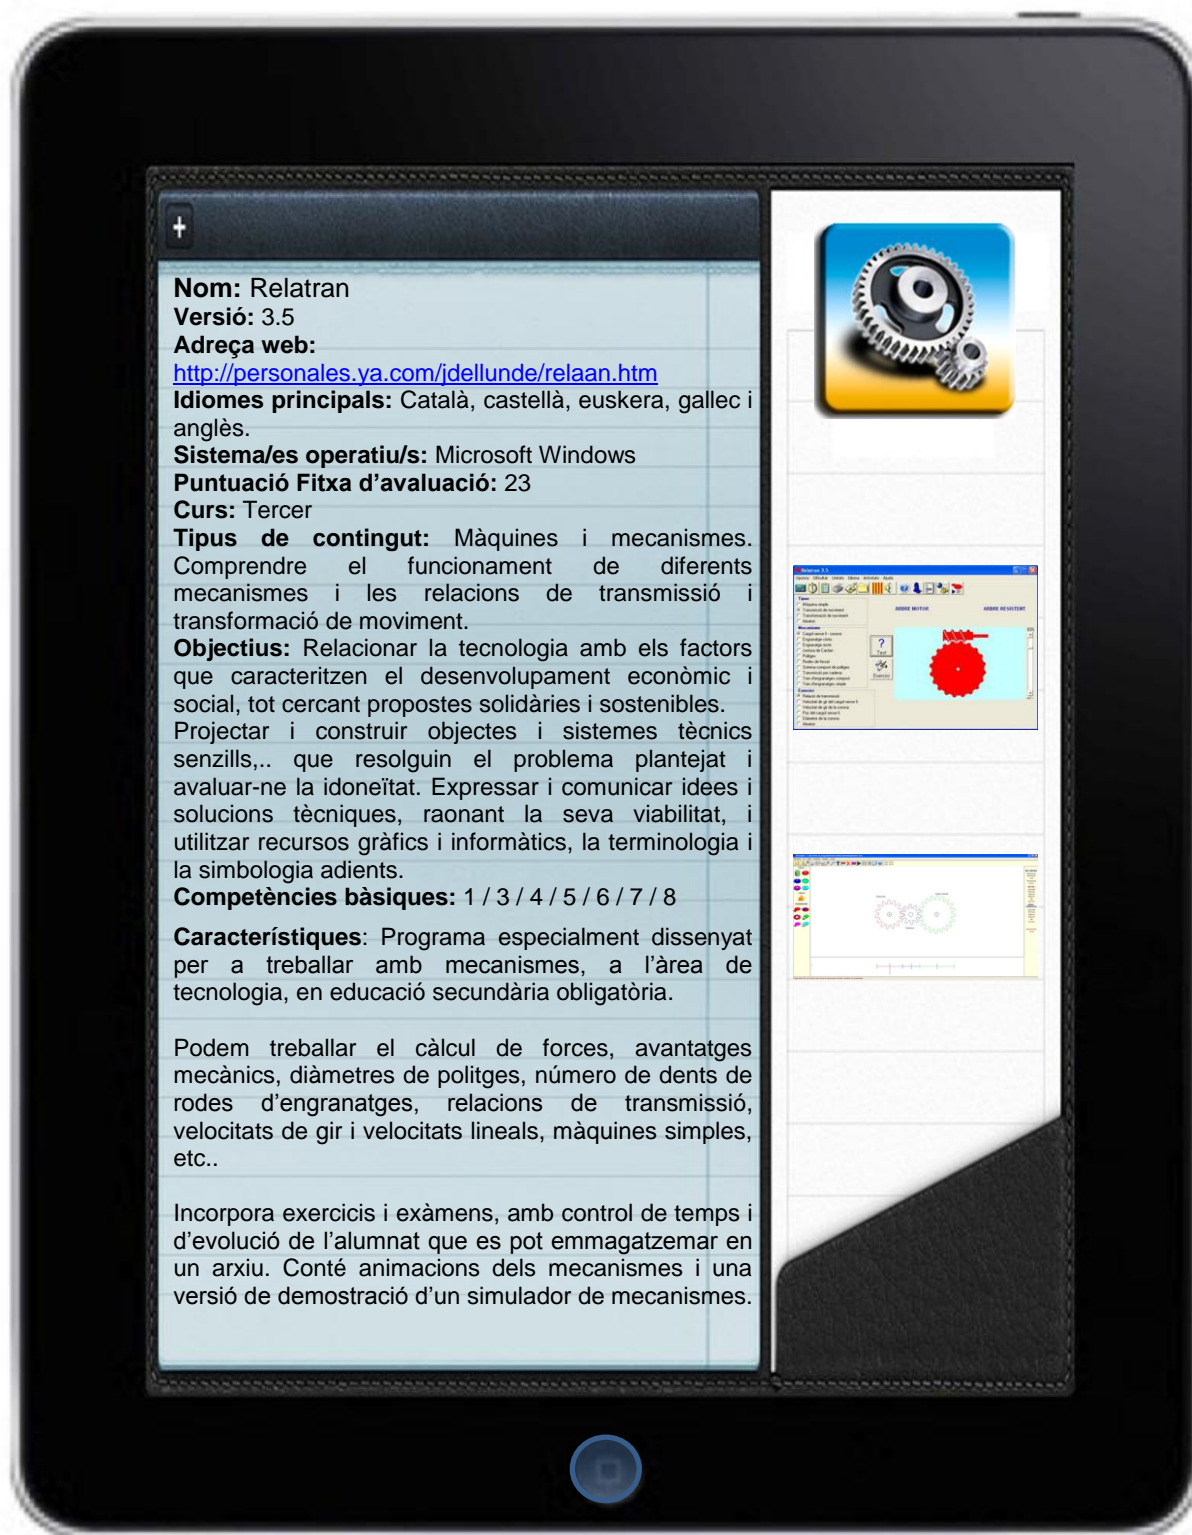 Nom: Relatran
Versió: 3.5
Adreça web:
http://personales.ya.com/jdellunde/relaan.htm
Idiomes principals: Català, castellà, euskera, gallec i
anglès.
Sistema/es operatiu/s: Microsoft Windows
Puntuació Fitxa d’avaluació: 23
Curs: Tercer
Tipus de contingut: Màquines i mecanismes.
Comprendre el funcionament de diferents
mecanismes i les relacions de transmissió i
transformació de moviment.
Objectius: Relacionar la tecnologia amb els factors
que caracteritzen el desenvolupament econòmic i
social, tot cercant propostes solidàries i sostenibles.
Projectar i construir objectes i sistemes tècnics
senzills,.. que resolguin el problema plantejat i
avaluar-ne la idoneïtat. Expressar i comunicar idees i
solucions tècniques, raonant la seva viabilitat, i
utilitzar recursos gràfics i informàtics, la terminologia i
la simbologia adients.
Competències bàsiques: 1 / 3 / 4 / 5 / 6 / 7 / 8
Característiques: Programa especialment dissenyat
per a treballar amb mecanismes, a l’àrea de
tecnologia, en educació secundària obligatòria.
Podem treballar el càlcul de forces, avantatges
mecànics, diàmetres de politges, número de dents de
rodes d’engranatges, relacions de transmissió,
velocitats de gir i velocitats lineals, màquines simples,
etc..
Incorpora exercicis i exàmens, amb control de temps i
d’evolució de l’alumnat que es pot emmagatzemar en
un arxiu. Conté animacions dels mecanismes i una
versió de demostració d’un simulador de mecanismes.
Relatran 3.5
ARBRE MOTOR
ARBRE RESISTENT
Test
Exercici